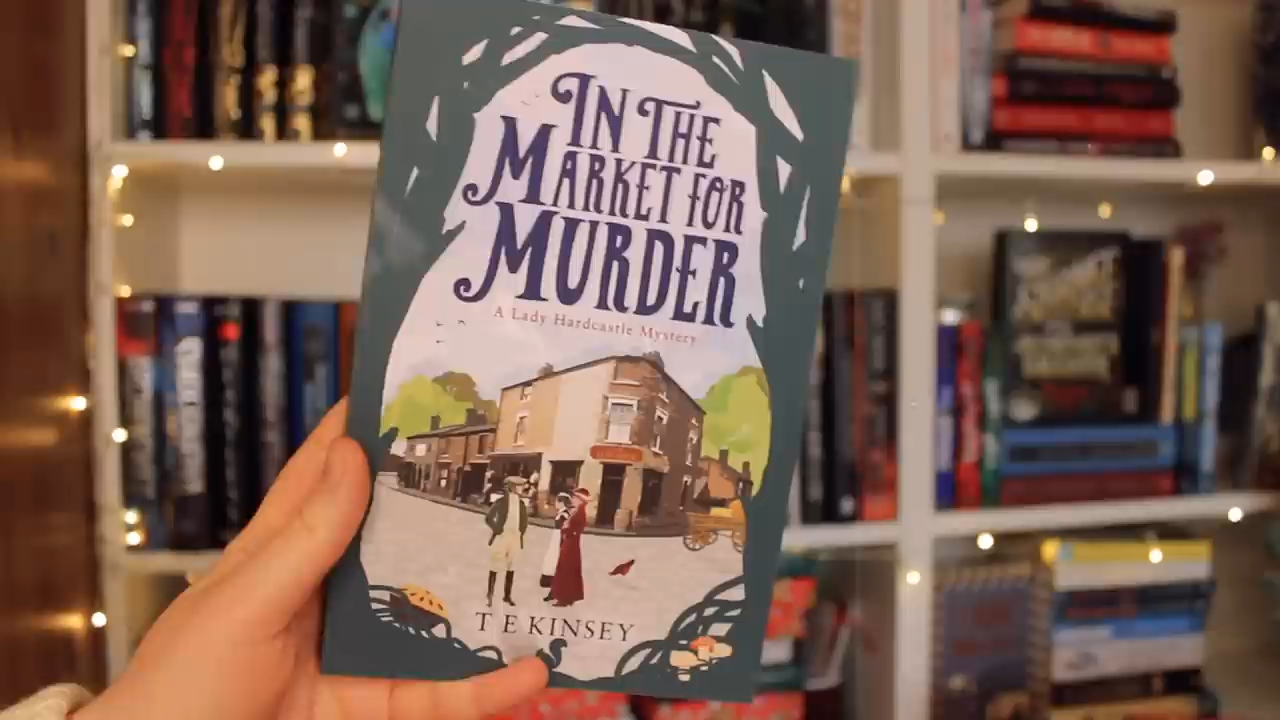 IN THE
MARKET FOR
MURDER
A Lady Hardcastle Mystery
T E KINSEY